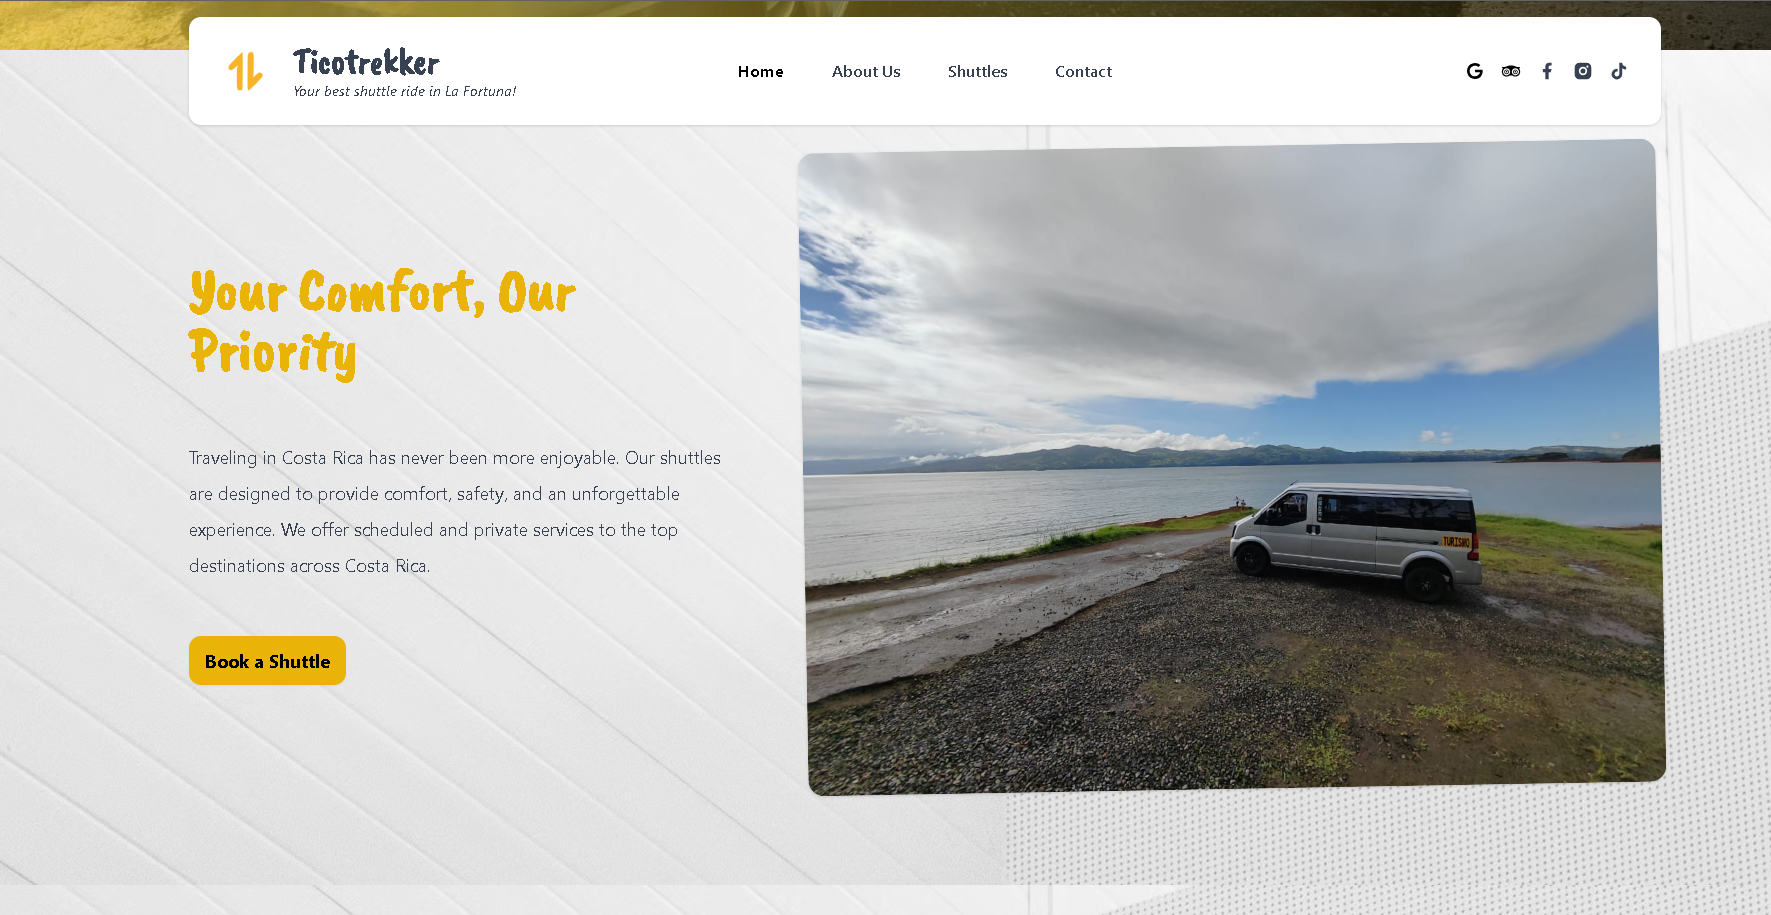 Ticotrekker
Your best shuttle ride in La Fortuna!
Home About Us Shuttles Contact
Your Comfort, Our
Priority
Traveling in Costa Rica has never been more enjoyable. Our shuttles
are designed to provide comfort, safety, and an unforgettable
experience. We offer scheduled and private services to the top
destinations across Costa Rica.
Book a Shuttle
TURISMO